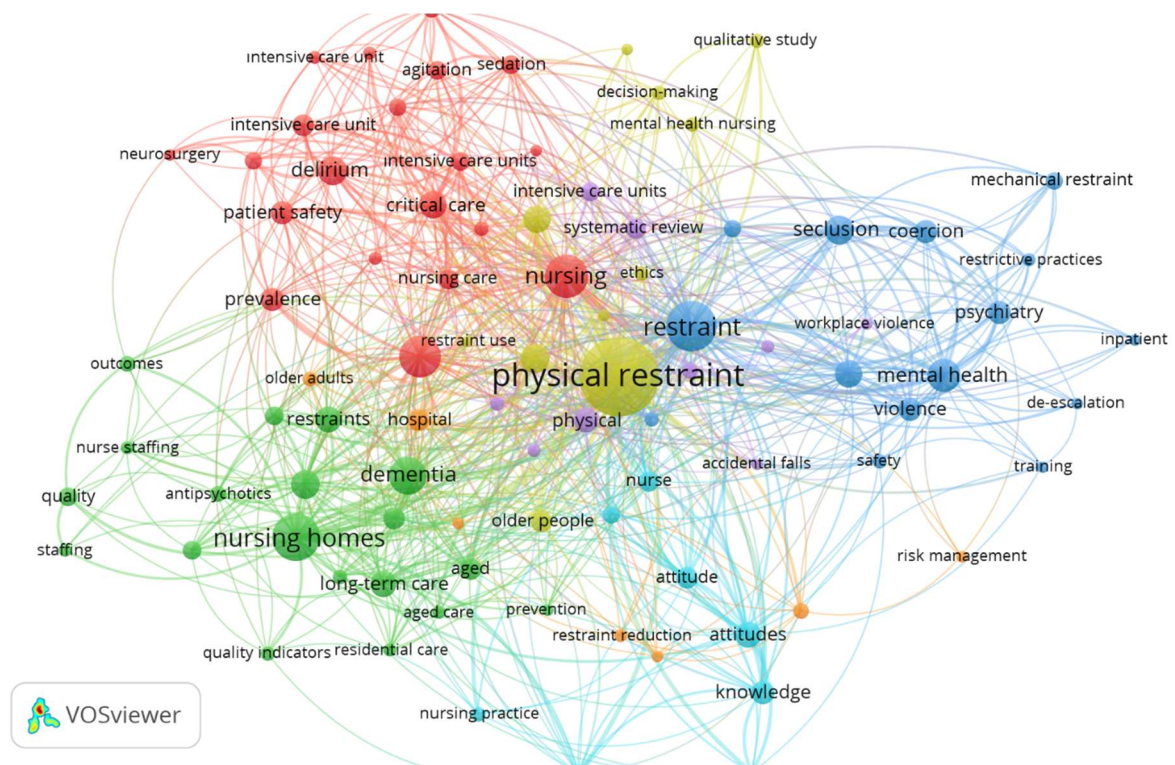 qualitative study
intensive care unit
agitation
sedation
decision-making
intensive care unit
mental health nursing
neurosurgery
delirium
intensive care units
mechanical restraint
intensive care units
patient safety
critical care
systematic review
seclusion
coercion
restrictive practices
nursing care
nursing
ethics
prevalence
psychiatry
restraint
workplace violence
restraint use
inpatient
outcomes
older adults
physical restraint
mental health
de-escalation
restraints
hospital
physical
violence
nurse staffing
safety
accidental falls
training
dementia
nurse
quality
antipsychotics
older people
nursing homes
staffing
risk management
aged
long-term care
attitude
aged care
prevention
restraint reduction
attitudes
quality indicators
residential care
knowledge
nursing practice
VOSviewer